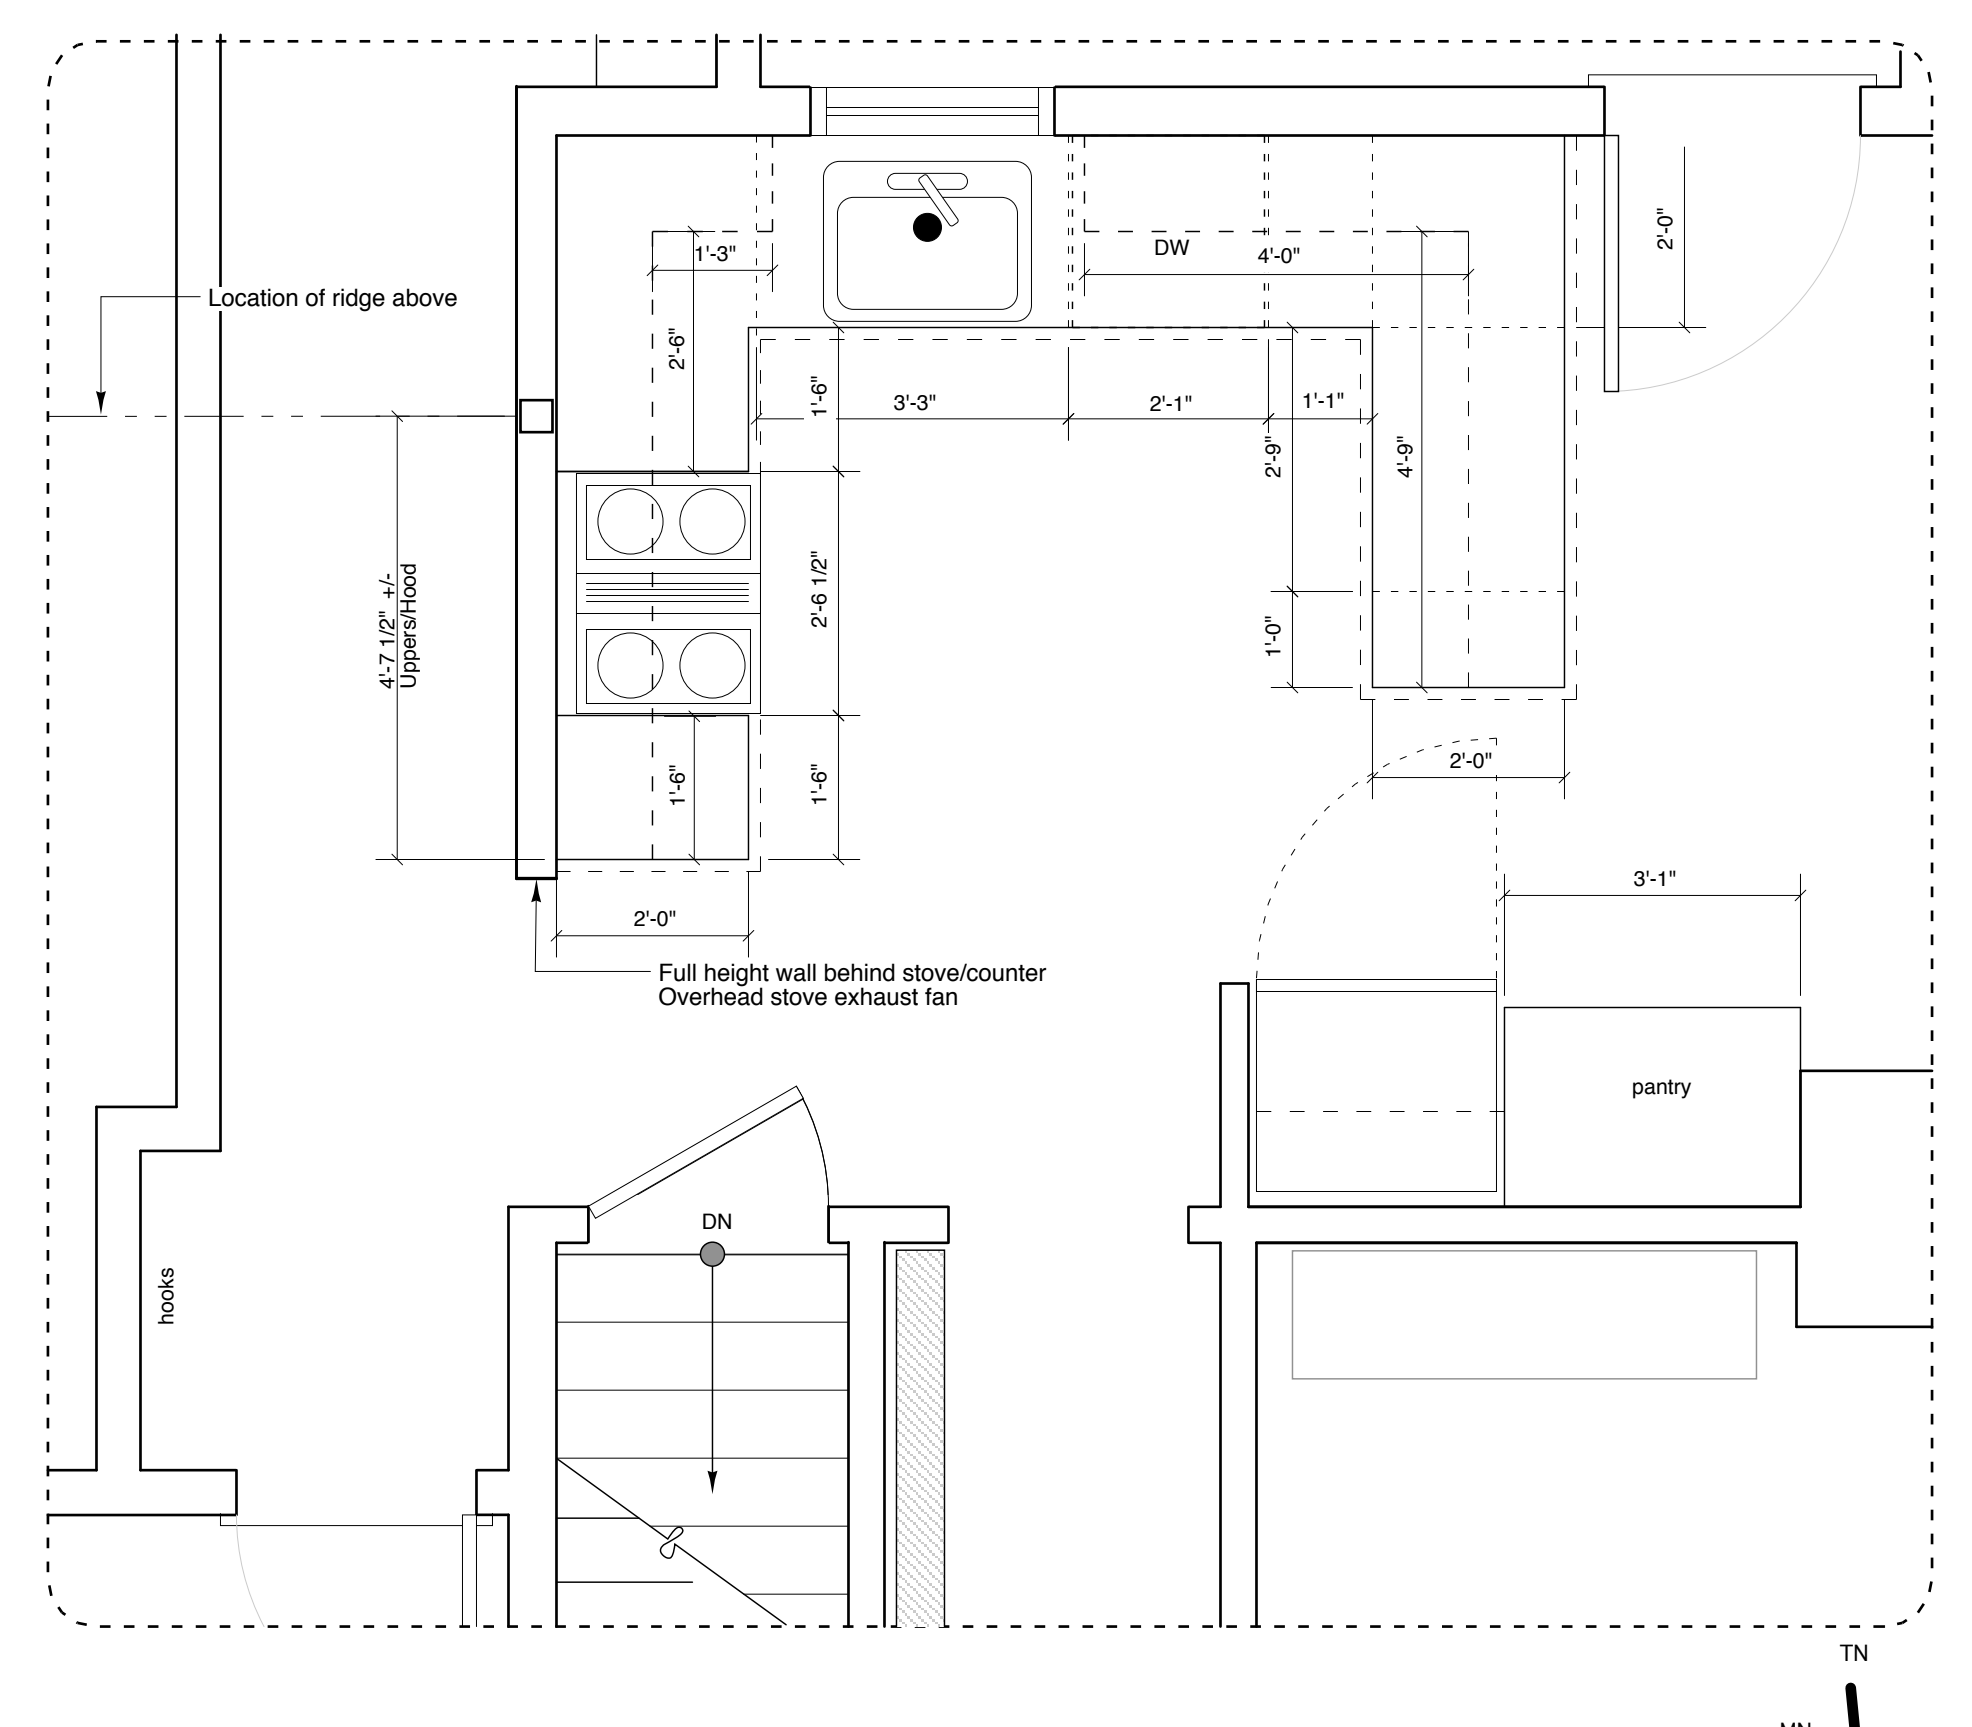 2'-0"
DW
1'-3"
4'-0"
Location of ridge above
2'-6"
1'-6"
3'-3"
2'-1"
1'-1"
2'-9"
4'-9"
4'-7 1/2" +/-
Uppers/Hood
2'-6 1/2"
1'-0"
1'-6"
1'-6"
2'-0"
3'-1"
2'-0"
Full height wall behind stove/counter
Overhead stove exhaust fan
pantry
DN
hooks
TN